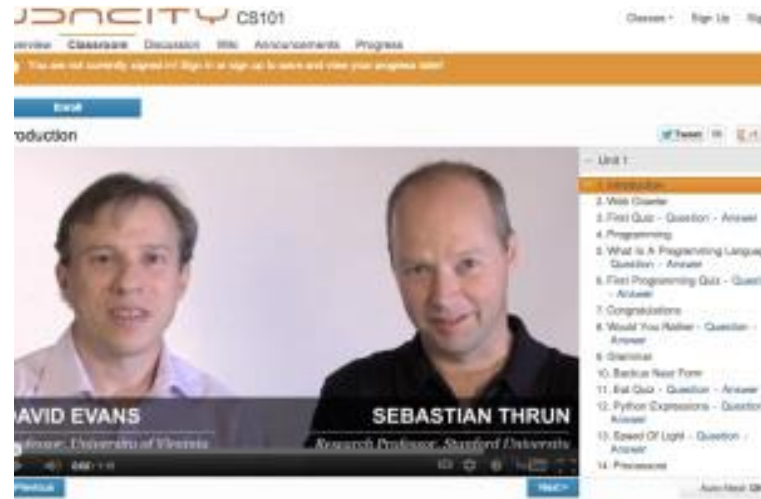 UDACITY CS101
Classes Sign Up
Classroom Discussion Wiki Announcements Progress
You are not currently signed in! Sign in or sign up to save and view your progress later!
Enroll
roduction
Tweet
Unit 1
1. Introduction
2. Web Crawler
3. First Quiz - Question - Answer
4. Programming
5. What Is A Programming Languag
Question - Answer
6. First Programming Quiz - Quest
- Answer
7. Congratulations
8. Would You Rather - Question -
Answer
9. Grammar
10. Backus Naur Form
11. Eat Quiz - Question - Answer
12. Python Expressions - Question
Answer
13. Speed Of Light - Question -
Answer
14. Processors
AVID EVANS
SEBASTIAN THRUN
ofessor, University of Virginia
Research Professor, Stanford University
Previous
Next>